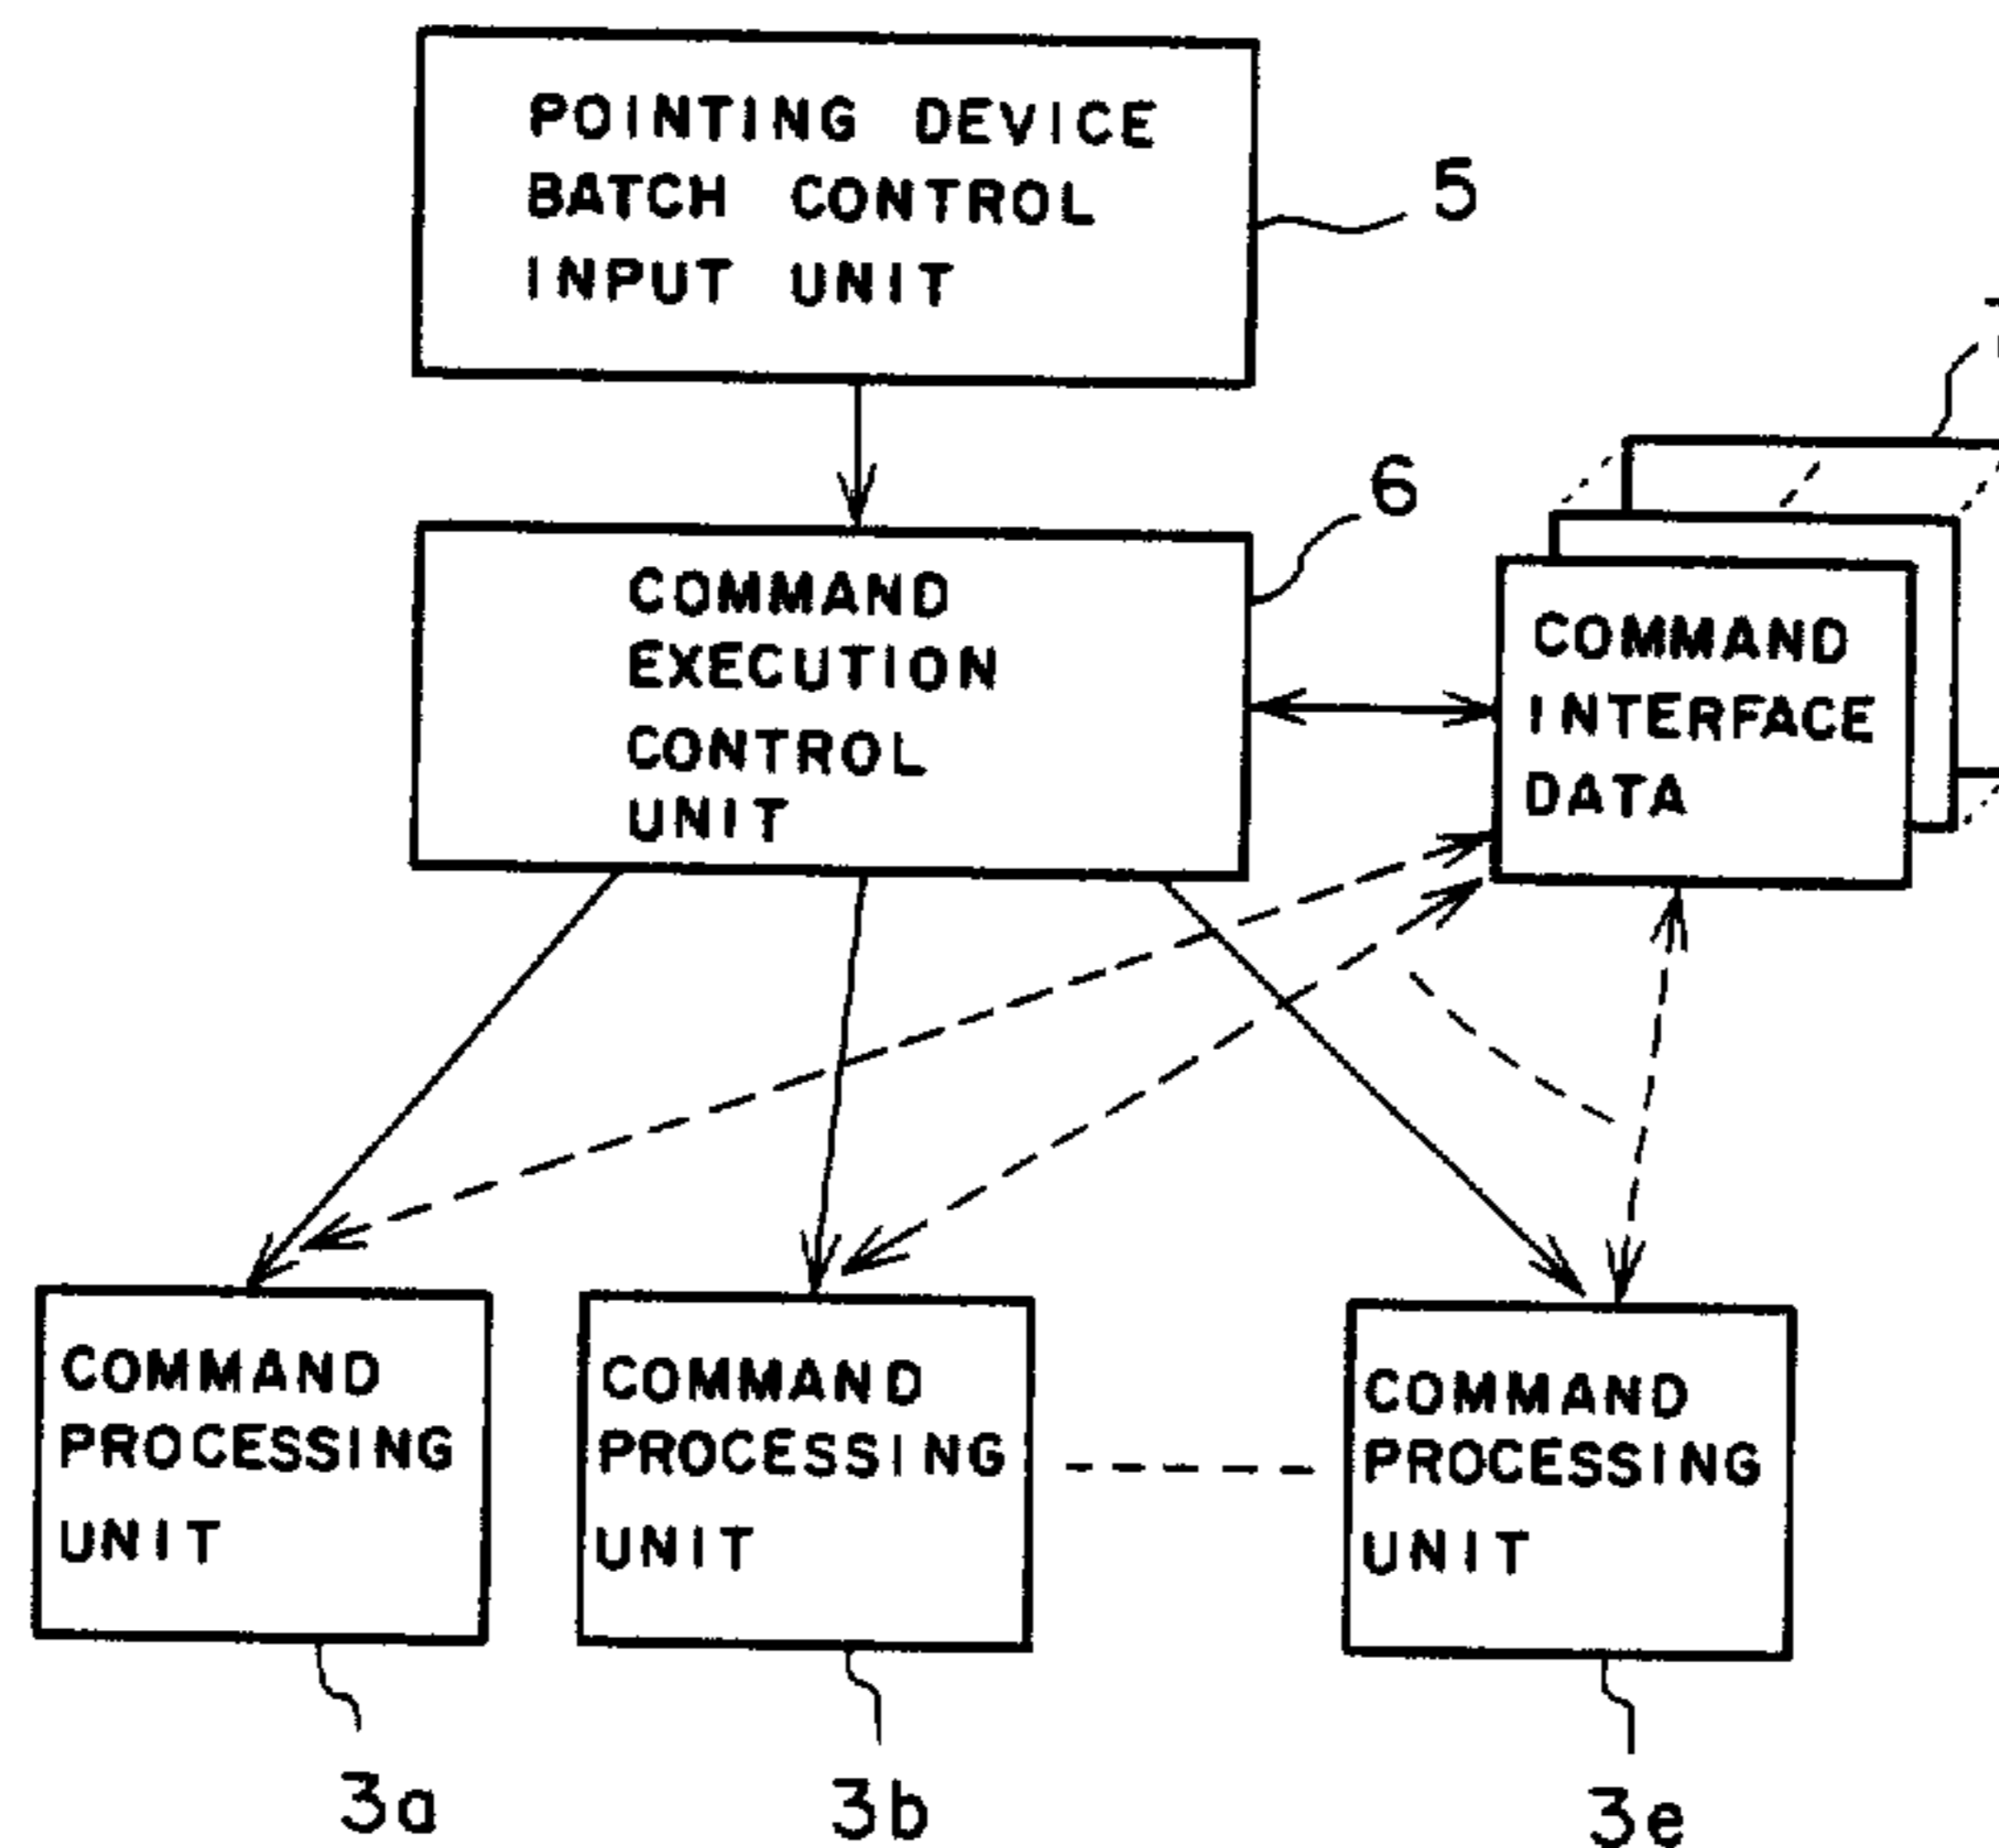 POINTING DEVICE
BATCH CONTROL
INPUT UNIT
5
COMMAND
EXECUTION
CONTROL
UNIT
6
COMMAND
INTERFACE
DATA
COMMAND
PROCESSING
UNIT
COMMAND
PROCESSING
UNIT
COMMAND
PROCESSING
UNIT
3a
3b
3e